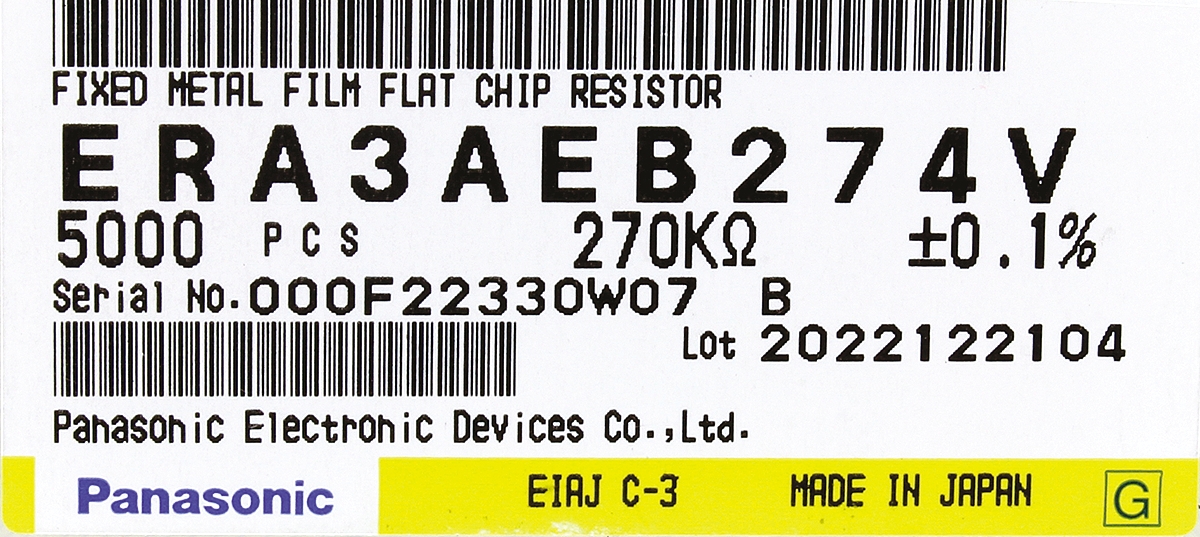 FIXED METAL FILM FLAT CHIP RESISTOR
ERA3AEB274V
5000 PCS 270KΩ ±0.1%
Serial No.000F22330W07 B
Lot 2022122104
Panasonic Electronic Devices Co.,Ltd.
Panasonic EIAJ C-3 MADE IN JAPAN G